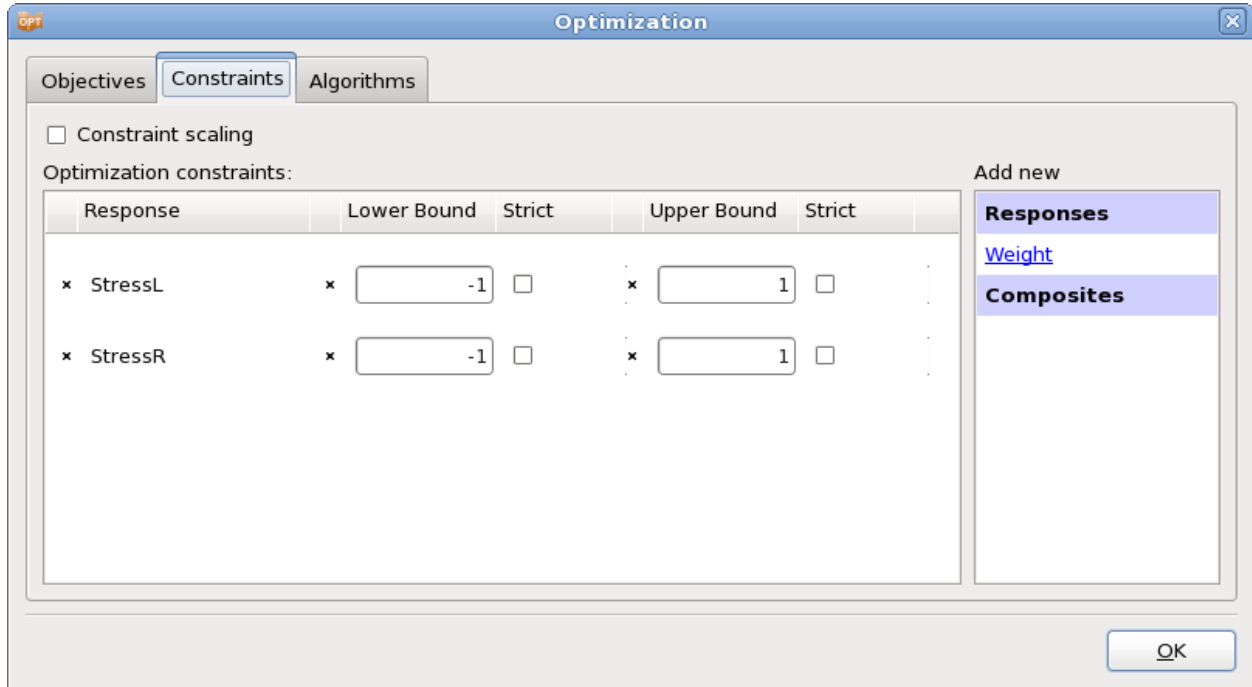 OPT Optimization
Objectives Constraints Algorithms
Constraint scaling
Optimization constraints: Add new
Response Lower Bound Strict Upper Bound Strict Responses
Weight
StressL -1 1 Composites
StressR -1 1
OK